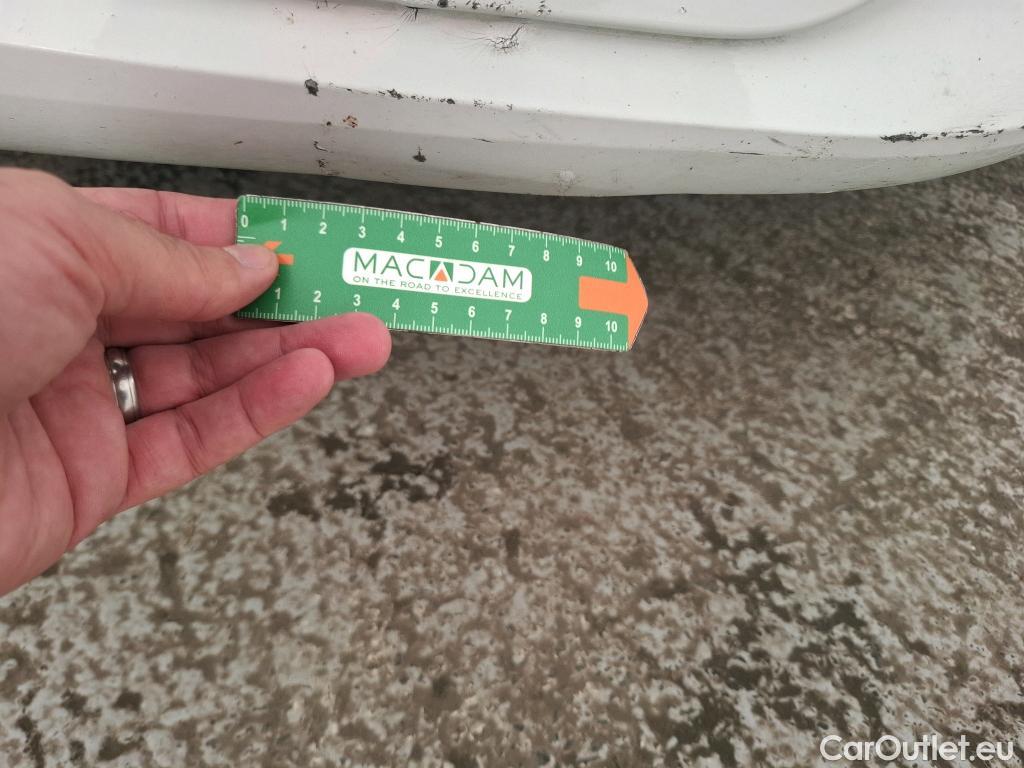 0 1 2 3 4 5 6 7 8 9 10
MACADAM
ON THE ROAD TO EXCELLENCE
1 2 3 4 5 6 7 8 9 10
CarOutlet.eu